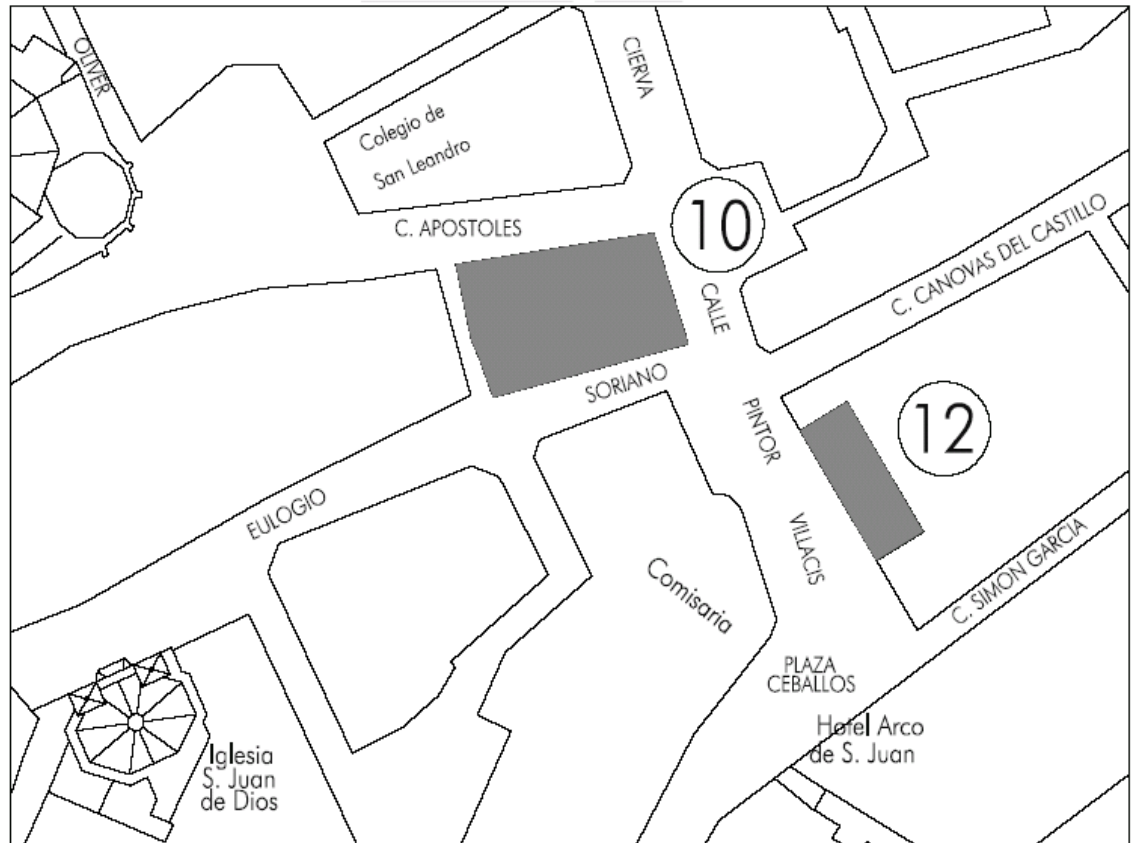 OLIVER
CIERVA
Colegio de
San Leandro
10
C. APOSTOLES
C. CANOVAS DEL CASTILLO
CALLE
SORIANO
PINTOR
12
EULOGIO
VILLACIS
C. SIMON GARCIA
Comisaria
PLAZA
CEBALLOS
Hotel Arco
de S. Juan
Iglesia
S. Juan
de Dios